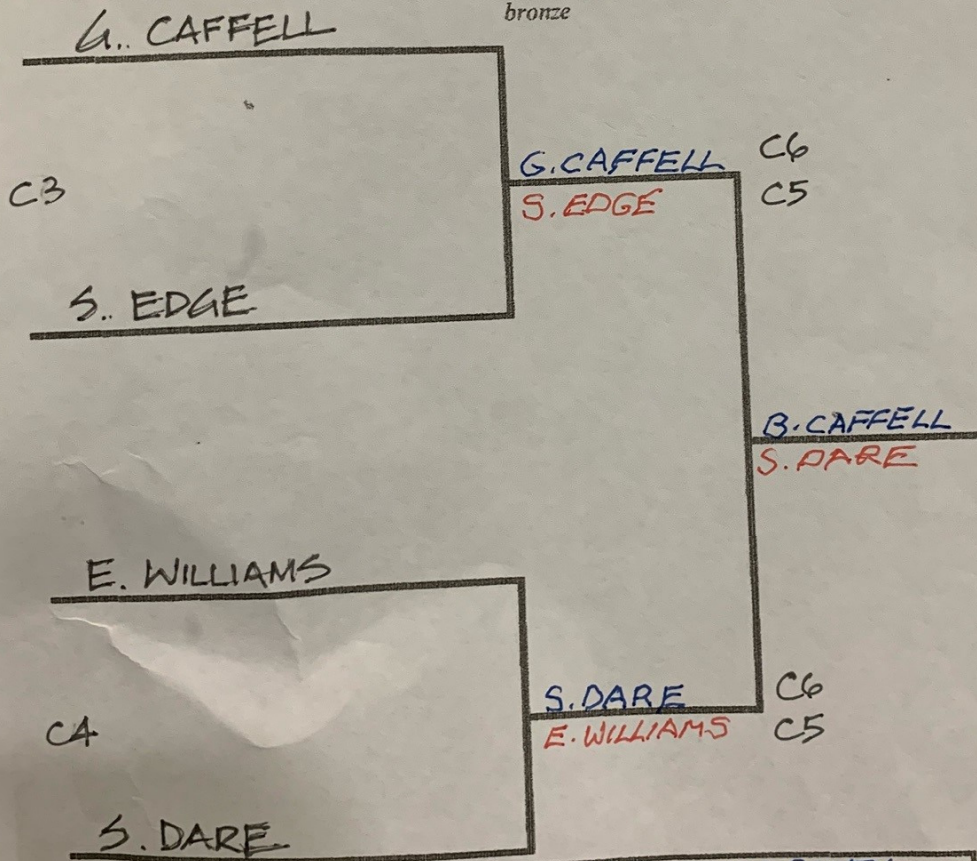 bronze
G.. CAFFELL
G. CAFFELL
C6
C3
S. EDGE
C5
S.. EDGE
B. CAFFELL
S. DARE
E. WILLIAMS
S. DARE
C6
C4
E. WILLIAMS
C5
S. DARE